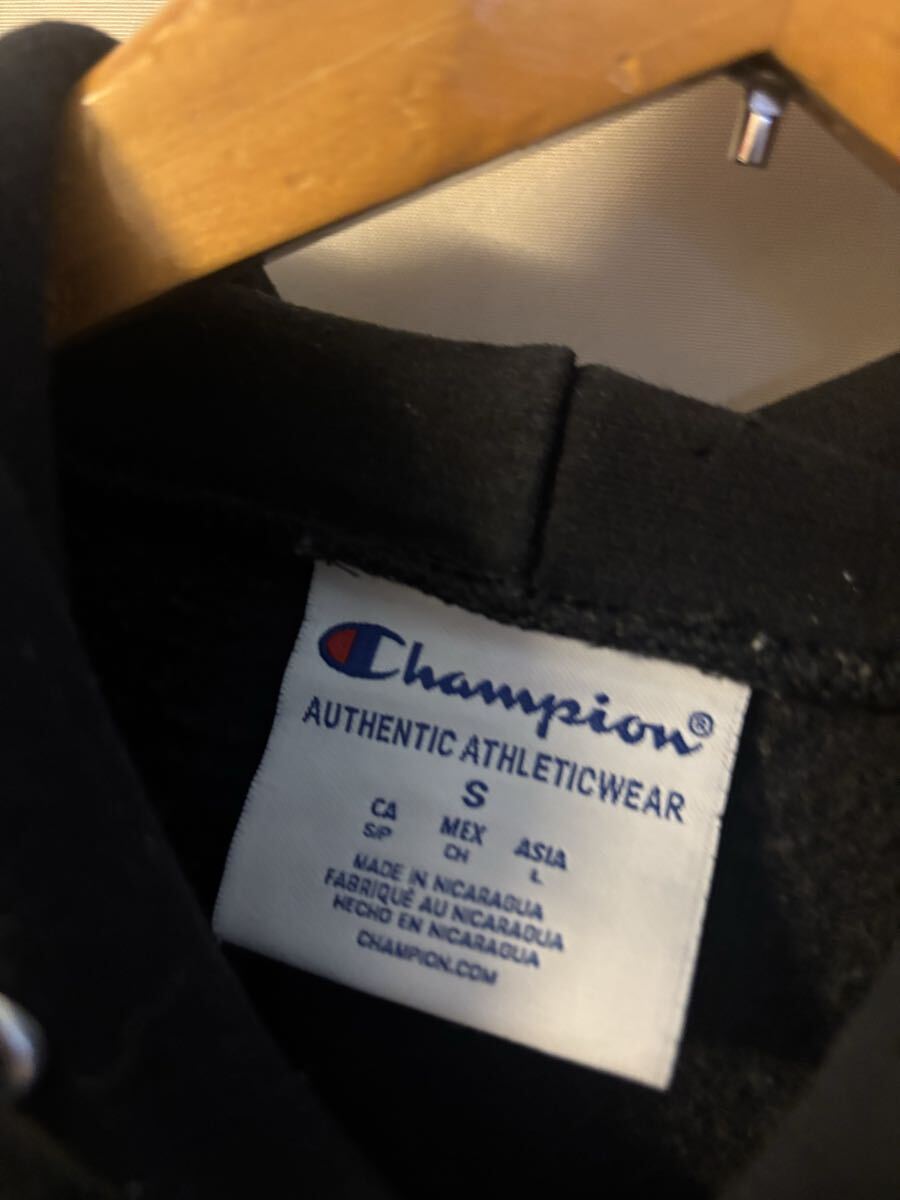 Champion®
AUTHENTIC ATHLETICWEAR
S
CA MEX ASIA
S/P CH L
MADE IN NICARAGUA
FABRIQUÉ AU NICARAGUA
HECHO EN NICARAGUA
CHAMPION.COM